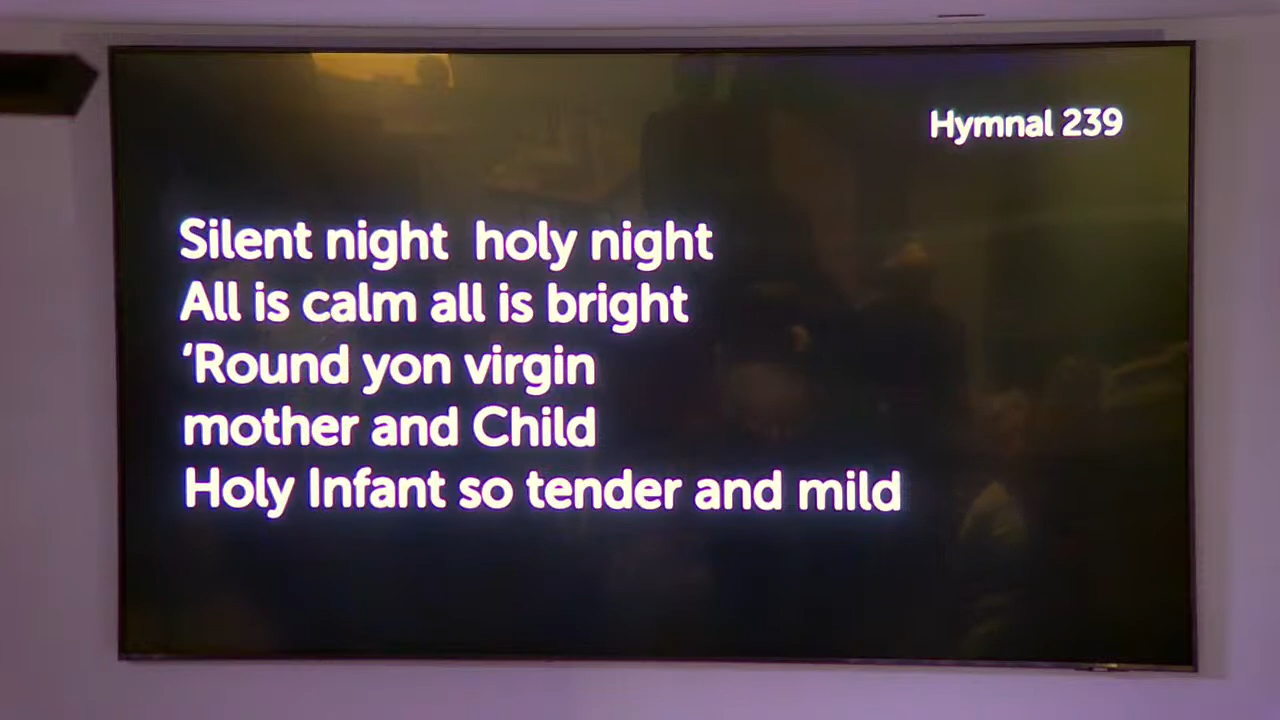 Hymnal 239
Silent night holy night
All is calm all is bright
‘Round yon virgin
mother and Child
Holy Infant so tender and mild